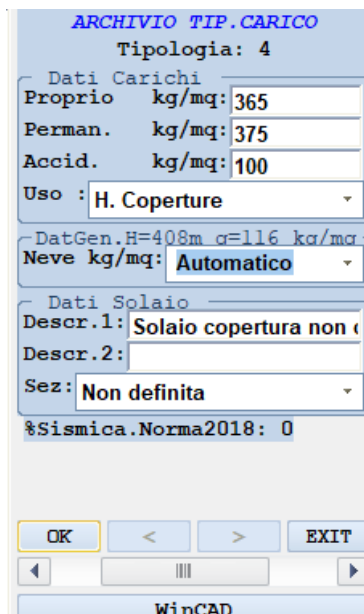 ARCHIVIO TIP.CARICO
Tipologia: 4
Dati Carichi
Proprio kg/mq: 365
Perman. kg/mq: 375
Accid. kg/mq: 100
Uso : H. Coperture
DatGen.H=408m q=116 kg/mq
Neve kg/mq: Automatico
Dati Solaio
Descr.1: Solaio copertura non
Descr.2:
Sez: Non definita
%Sismica.Norma2018: 0
OK < > EXIT
WinCAD